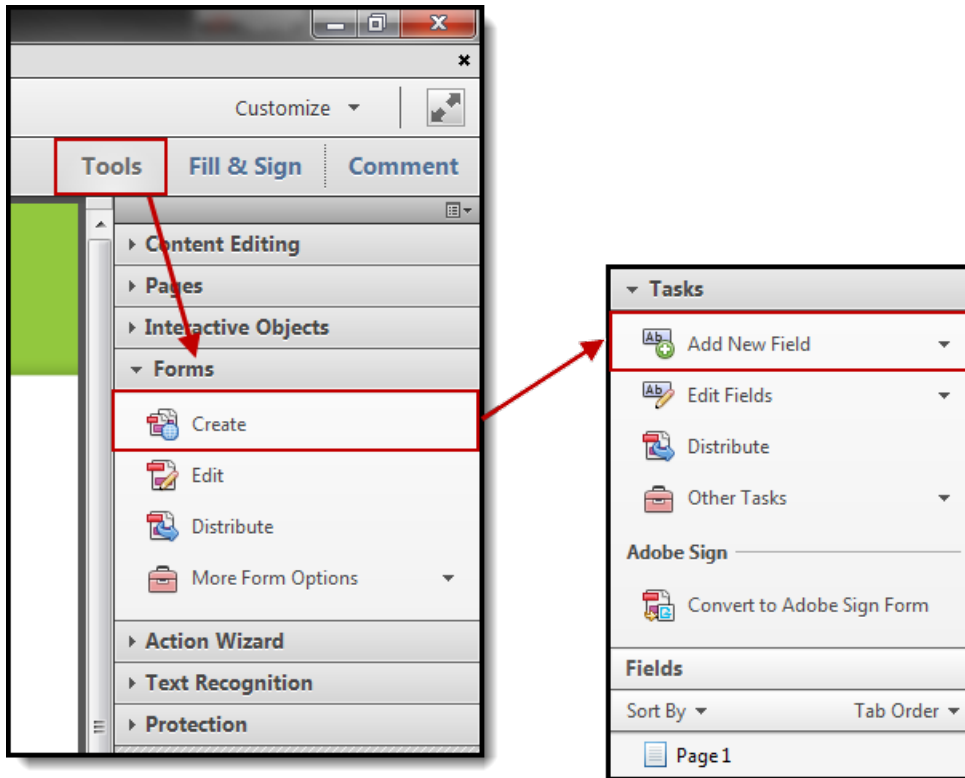 Customize
Tools Fill & Sign Comment
Content Editing
Pages
Interactive Objects
Forms
Create
Edit
Distribute
More Form Options
Action Wizard
Text Recognition
Protection
Tasks
Add New Field
Edit Fields
Distribute
Other Tasks
Adobe Sign
Convert to Adobe Sign Form
Fields
Sort By Tab Order
Page 1